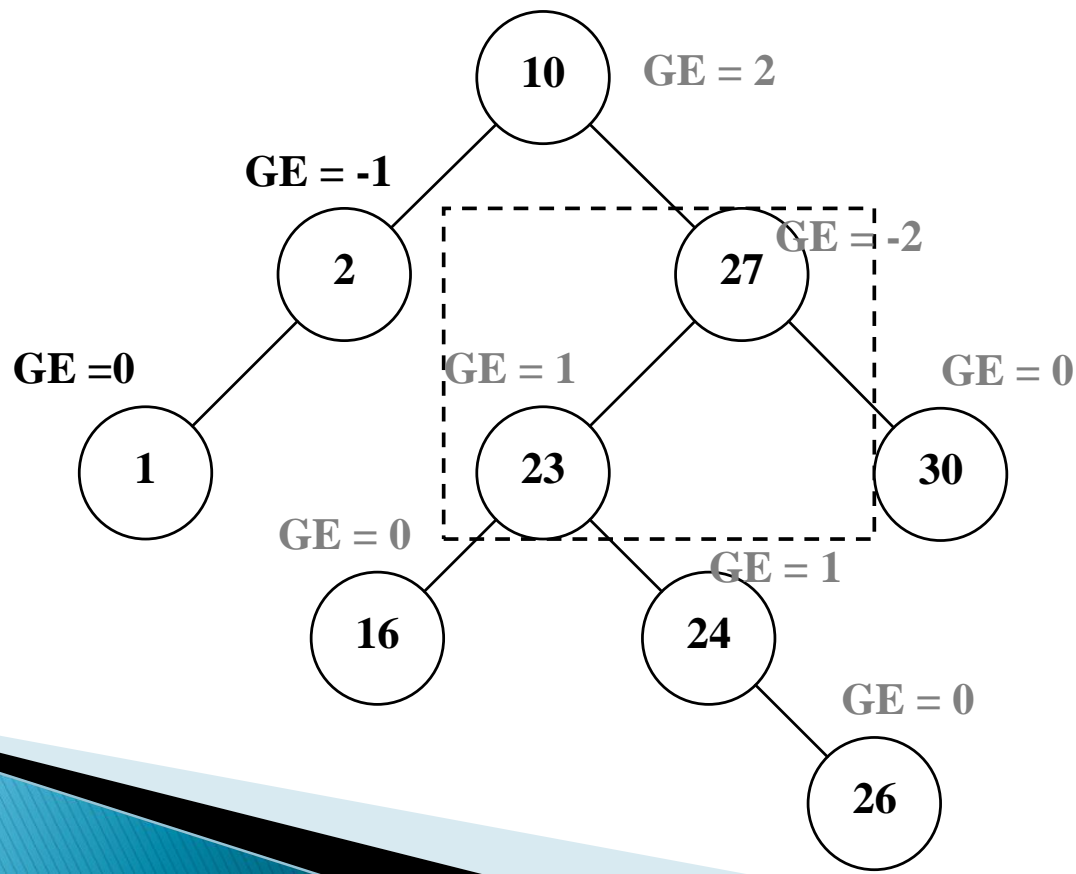 10 GE = 2
GE = -1
GE = -2
2 27
GE =0 GE = 1 GE = 0
1 23 30
GE = 0
GE = 1
16 24
GE = 0
26